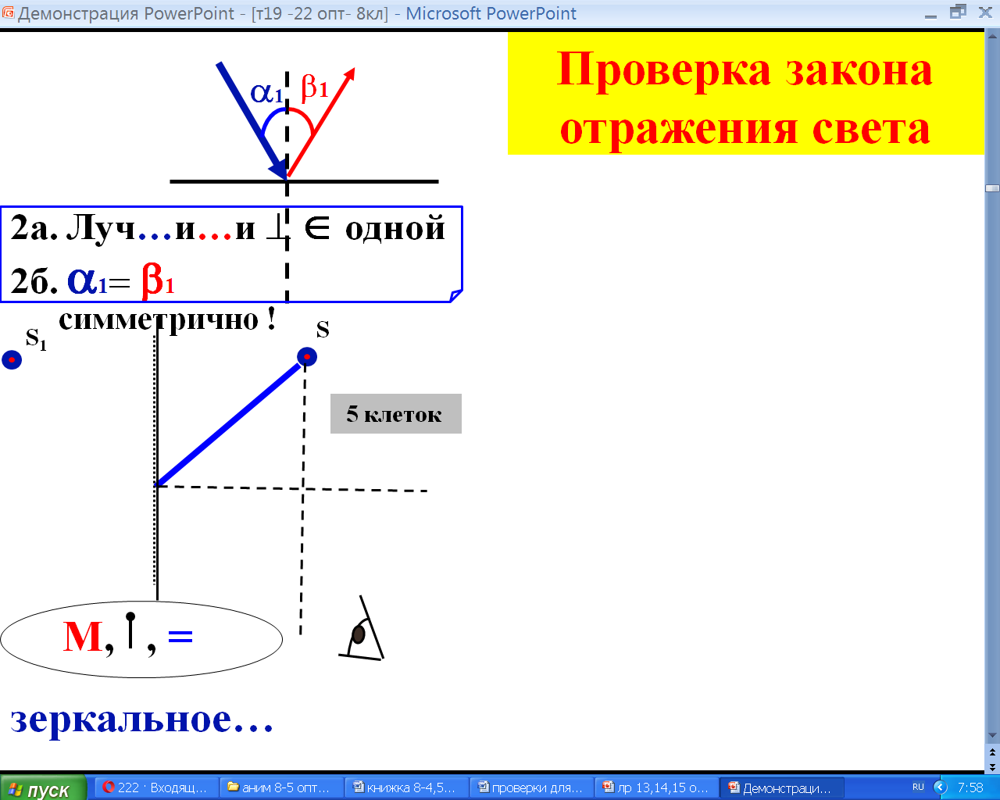 Демонстрация PowerPoint - [т19 -22 опт- 8кл] - Microsoft PowerPoint
Проверка закона
отражения света
α1 β1
2а. Луч…и…и ⊥ ∈ одной
2б. α1= β1
симметрично !
S1
S
5 клеток
М, , =
зеркальное…
пуск
222 · Входящ...
аним 8-5 опт...
книжка 8-4,5...
проверки для...
лр 13,14,15 о...
Демонстраци...
RU
7:58